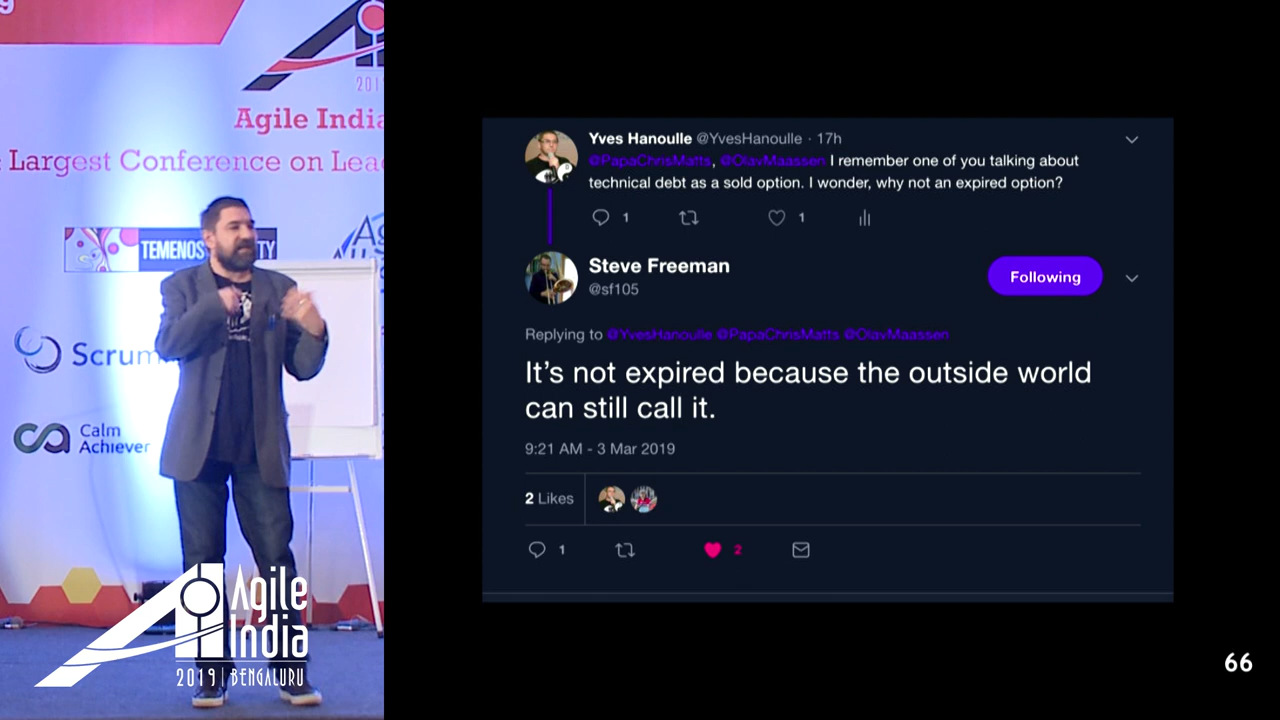 9
2019
Agile India
Largest Conference on Lea
TEMENOS
TY
Scrum
Calm
Achiever
Agile
India
2019 | BENGALURU
Yves Hanoulle @YvesHanoulle · 17h
@PapaChrisMatts, @OlavMaassen I remember one of you talking about
technical debt as a sold option. I wonder, why not an expired option?
1
1
Steve Freeman
@sf105
Following
Replying to @YvesHanoulle @PapaChrisMatts @OlavMaassen
It’s not expired because the outside world
can still call it.
9:21 AM - 3 Mar 2019
2 Likes
1
2
66